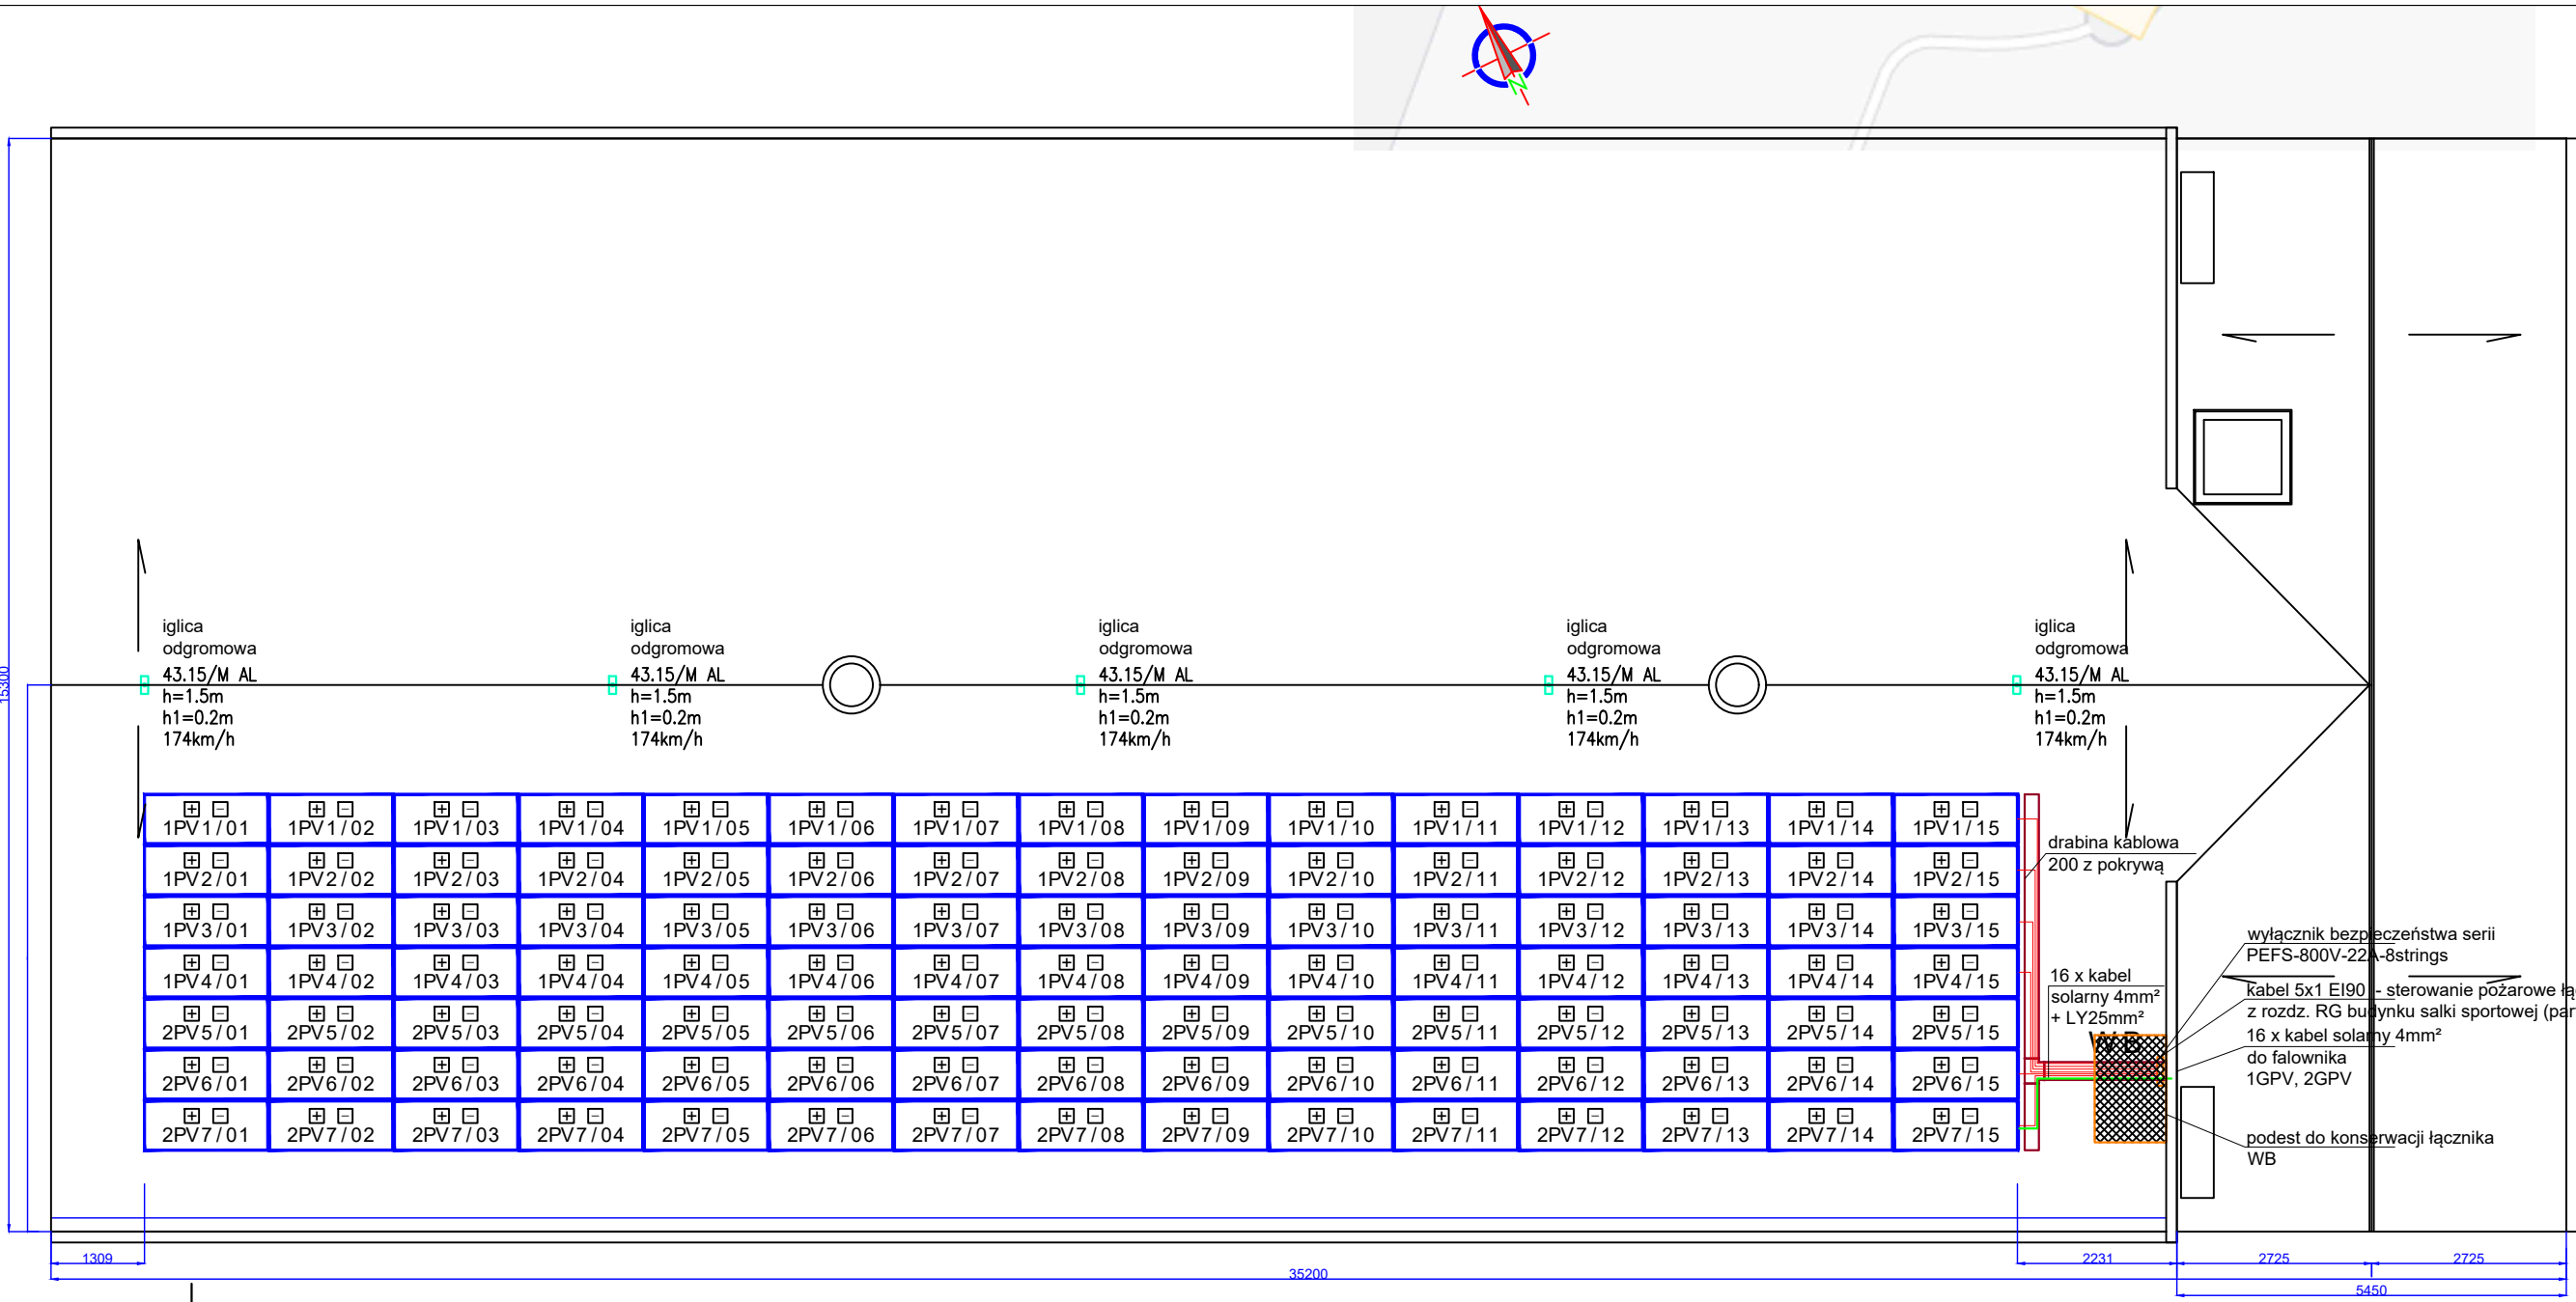 N
15300
iglica
odgromowa
43.15/M AL
h=1.5m
h1=0.2m
174km/h
iglica
odgromowa
43.15/M AL
h=1.5m
h1=0.2m
174km/h
iglica
odgromowa
43.15/M AL
h=1.5m
h1=0.2m
174km/h
iglica
odgromowa
43.15/M AL
h=1.5m
h1=0.2m
174km/h
iglica
odgromowa
43.15/M AL
h=1.5m
h1=0.2m
174km/h
1PV1/01 1PV1/02 1PV1/03 1PV1/04 1PV1/05 1PV1/06 1PV1/07 1PV1/08 1PV1/09 1PV1/10 1PV1/11 1PV1/12 1PV1/13 1PV1/14 1PV1/15
1PV2/01 1PV2/02 1PV2/03 1PV2/04 1PV2/05 1PV2/06 1PV2/07 1PV2/08 1PV2/09 1PV2/10 1PV2/11 1PV2/12 1PV2/13 1PV2/14 1PV2/15
1PV3/01 1PV3/02 1PV3/03 1PV3/04 1PV3/05 1PV3/06 1PV3/07 1PV3/08 1PV3/09 1PV3/10 1PV3/11 1PV3/12 1PV3/13 1PV3/14 1PV3/15
1PV4/01 1PV4/02 1PV4/03 1PV4/04 1PV4/05 1PV4/06 1PV4/07 1PV4/08 1PV4/09 1PV4/10 1PV4/11 1PV4/12 1PV4/13 1PV4/14 1PV4/15
2PV5/01 2PV5/02 2PV5/03 2PV5/04 2PV5/05 2PV5/06 2PV5/07 2PV5/08 2PV5/09 2PV5/10 2PV5/11 2PV5/12 2PV5/13 2PV5/14 2PV5/15
2PV6/01 2PV6/02 2PV6/03 2PV6/04 2PV6/05 2PV6/06 2PV6/07 2PV6/08 2PV6/09 2PV6/10 2PV6/11 2PV6/12 2PV6/13 2PV6/14 2PV6/15
2PV7/01 2PV7/02 2PV7/03 2PV7/04 2PV7/05 2PV7/06 2PV7/07 2PV7/08 2PV7/09 2PV7/10 2PV7/11 2PV7/12 2PV7/13 2PV7/14 2PV7/15
drabina kablowa
200 z pokrywą
16 x kabel
solarny 4mm²
+ LY25mm²
WB
wyłącznik bezpieczeństwa serii
PEFS-800V-22A-8strings
kabel 5x1 EI90 - sterowanie pożarowe łą
z rozdz. RG budynku salki sportowej (par
16 x kabel solarny 4mm²
do falownika
1GPV, 2GPV
podest do konserwacji łącznika
WB
1309
2231
2725
2725
35200
5450